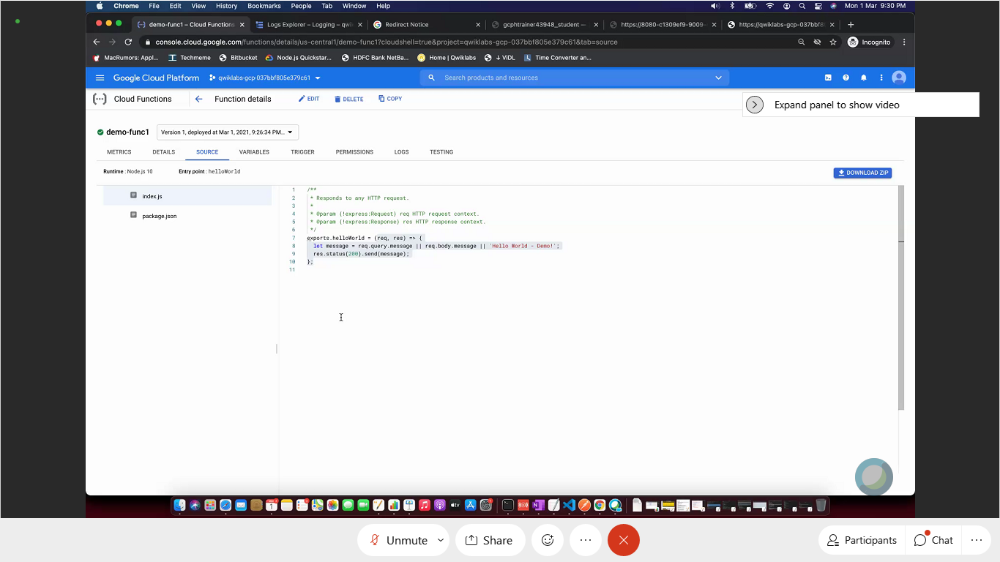 Chrome File Edit View History Bookmarks People Tab Window Help Mon 1 Mar 9:30 PM
demo-func1 – Cloud Functions Logs Explorer – Logging – qwi Redirect Notice gcphtrainer43948_student — https://8080-c1309ef9-9009- https://qwiklabs-gcp-037bbf8
console.cloud.google.com/functions/details/us-central1/demo-func1?cloudshell=true&project=qwiklabs-gcp-037bbf805e379c61&tab=source Incognito
MacRumors: Appl... Techmeme Bitbucket Node.js Quickstar... HDFC Bank NetBa... Home | Qwiklabs ↓ ViDL Time Converter an...
Google Cloud Platform qwiklabs-gcp-037bbf805e379c61 Search products and resources
Cloud Functions Function details EDIT DELETE COPY
Expand panel to show video
demo-func1 Version 1, deployed at Mar 1, 2021, 9:26:34 PM...
METRICS DETAILS SOURCE VARIABLES TRIGGER PERMISSIONS LOGS TESTING
Runtime : Node.js 10 Entry point : helloWorld DOWNLOAD ZIP
index.js
package.json
1 /**
2 * Responds to any HTTP request.
3 *
4 * @param {!express:Request} req HTTP request context.
5 * @param {!express:Response} res HTTP response context.
6 */
7 exports.helloWorld = (req, res) => {
8 let message = req.query.message || req.body.message || 'Hello World - Demo!';
9 res.status(200).send(message);
10 };
11
Unmute Share Participants Chat